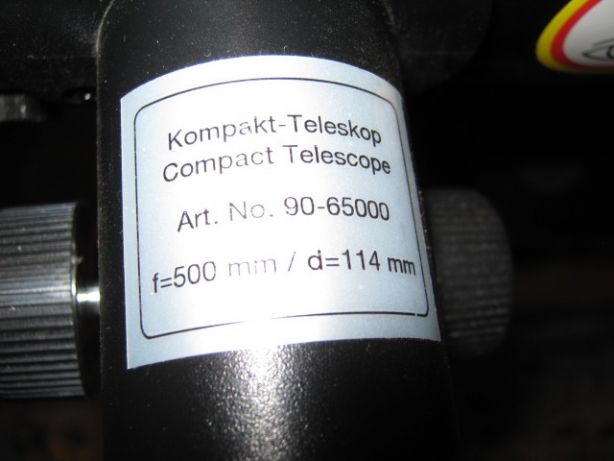 Kompakt-Teleskop
Compact Telescope
Art. No. 90-65000
f=500 mm / d=114 mm